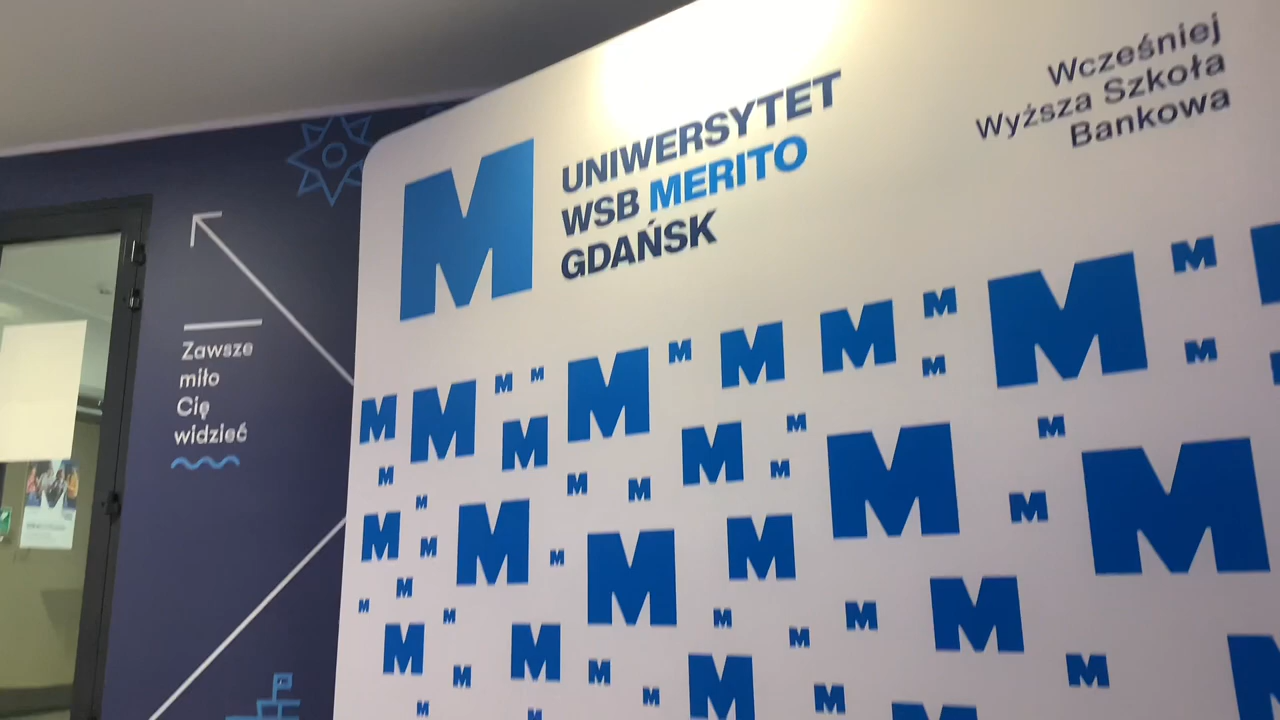 UNIWERSYTET
WSB MERITO
GDAŃSK
Wcześniej
Wyższa Szkoła
Bankowa
Zawsze
miło
Cię
widzieć